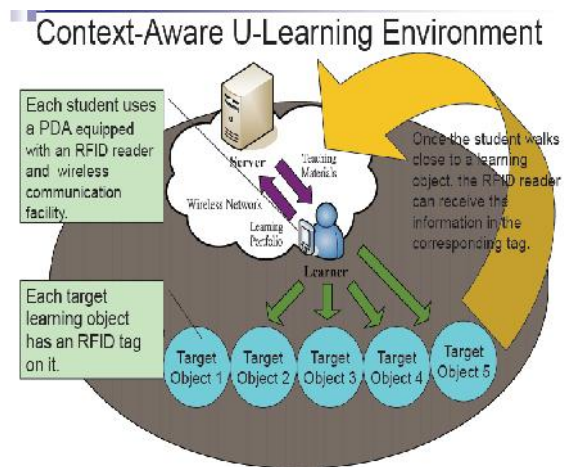 Context-Aware U-Learning Environment
Each student uses
a PDA equipped
with an RFID reader
and wireless
communication
facility.
Server
Teaching
Materials
Wireless Network
Learning
Portfolio
Learner
Once the student walks
close to a learning
object, the RFID reader
can receive the
information in the
corresponding tag.
Each target
learning object
has an RFID tag
on it.
Target
Object 1
Target
Object 2
Target
Object 3
Target
Object 4
Target
Object 5